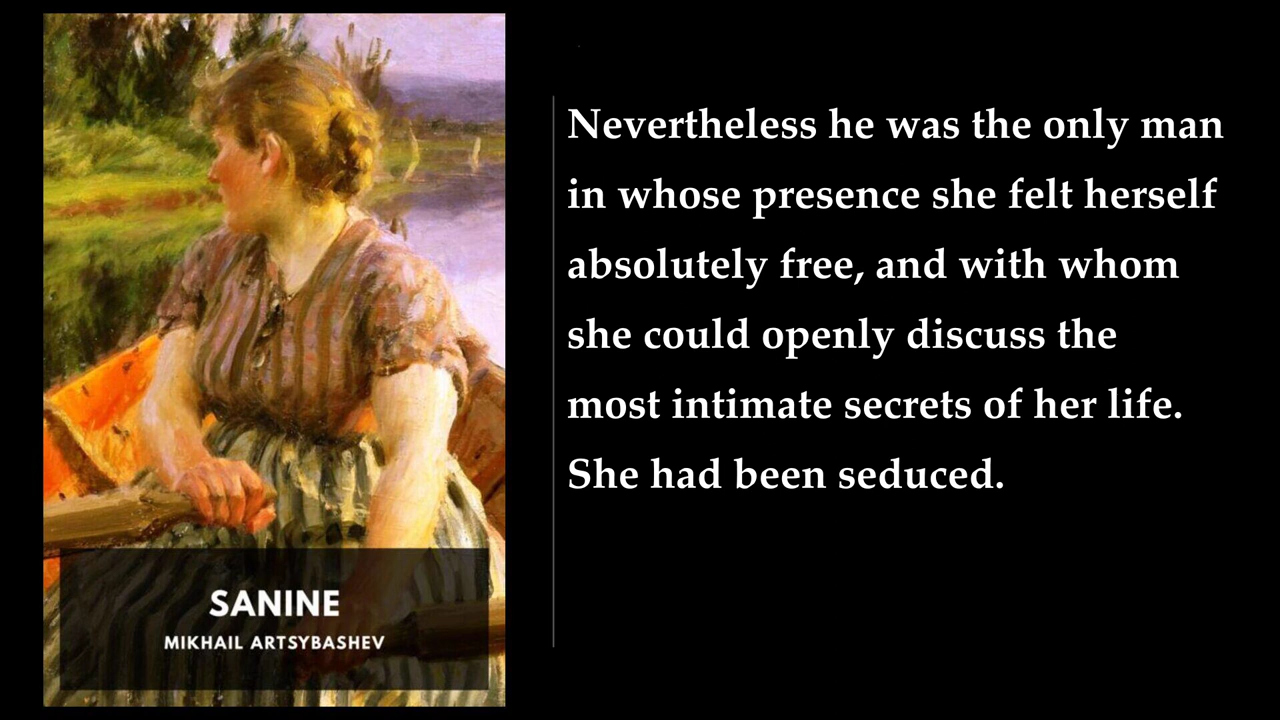 SANINE
MIKHAIL ARTSYBASHEV
Nevertheless he was the only man
in whose presence she felt herself
absolutely free, and with whom
she could openly discuss the
most intimate secrets of her life.
She had been seduced.